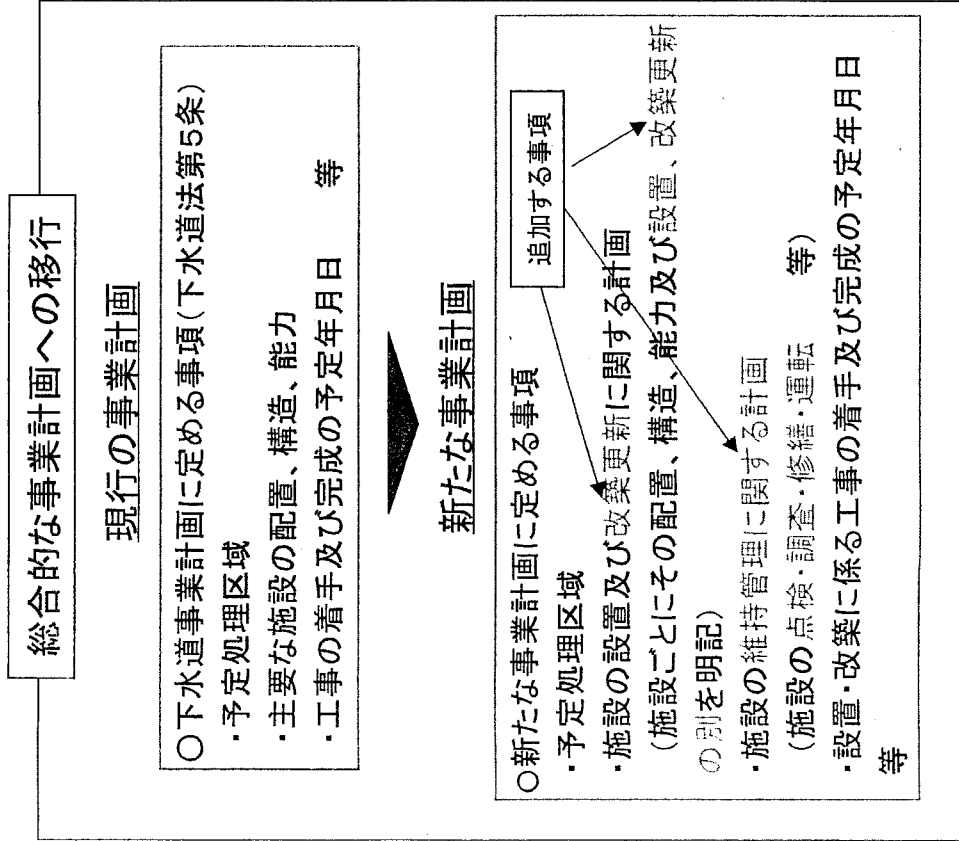 総合的な事業計画への移行
現行の事業計画
○下水道事業計画に定める事項(下水道法第5条)
・予定処理区域
・主要な施設の配置、構造、能力
・工事の着手及び完成の予定年月日 等
新たな事業計画
○新たな事業計画に定める事項
追加する事項
・予定処理区域
・施設の設置及び改築更新に関する計画
(施設ごとにその配置、構造、能力及び設置、改築更新
の別を明記)
・施設の維持管理に関する計画
(施設の点検・調査・修繕・運転 等)
・設置・改築に係る工事の着手及び完成の予定年月日
等